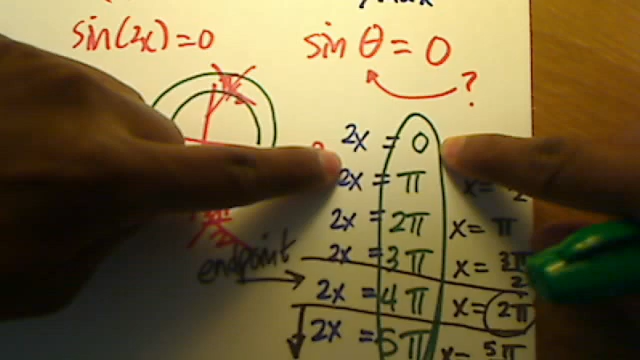 sin(2x)=0
sin θ = 0
?
2x = 0
2x = π
2x = 2π x = π
2x = 3π x = 3π/2
endpoint
2x = 4π x = 2π
2x = 5π x = 5π